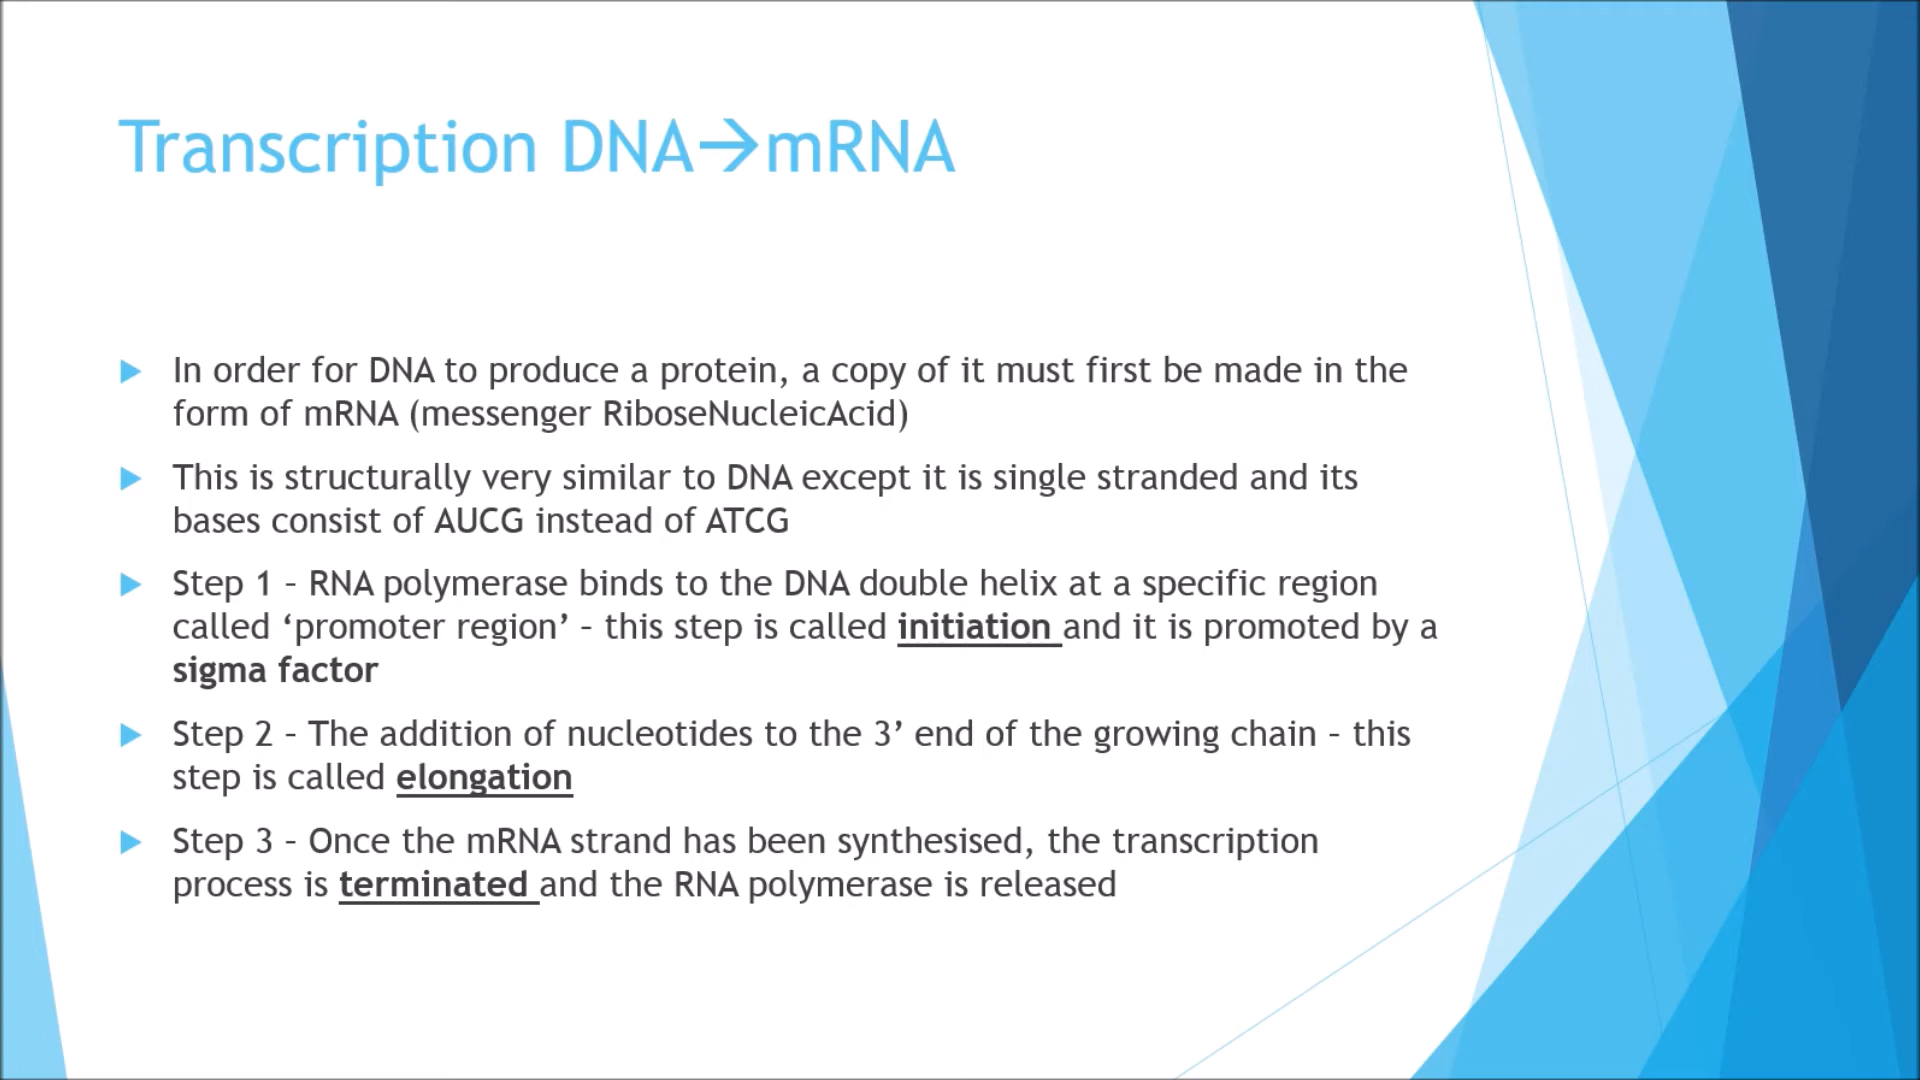 Transcription DNA→mRNA
In order for DNA to produce a protein, a copy of it must first be made in the
form of mRNA (messenger RiboseNucleicAcid)
This is structurally very similar to DNA except it is single stranded and its
bases consist of AUCG instead of ATCG
Step 1 – RNA polymerase binds to the DNA double helix at a specific region
called ‘promoter region’ – this step is called initiation and it is promoted by a
sigma factor
Step 2 – The addition of nucleotides to the 3’ end of the growing chain – this
step is called elongation
Step 3 – Once the mRNA strand has been synthesised, the transcription
process is terminated and the RNA polymerase is released